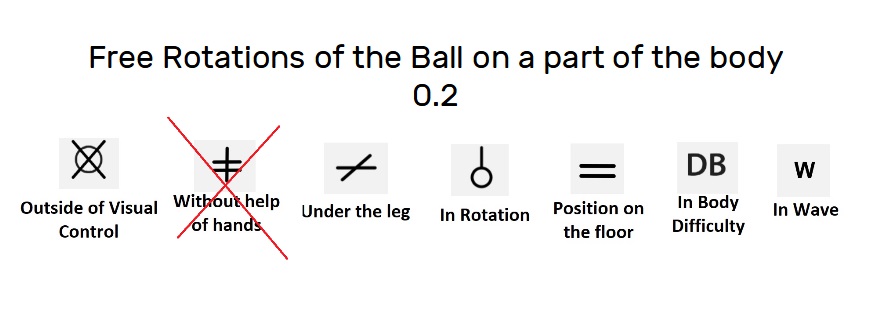 Free Rotations of the Ball on a part of the body
0.2
DB
W
Outside of Visual
Control
Without help
of hands
Under the leg
In Rotation
Position on
the floor
In Body
Difficulty
In Wave